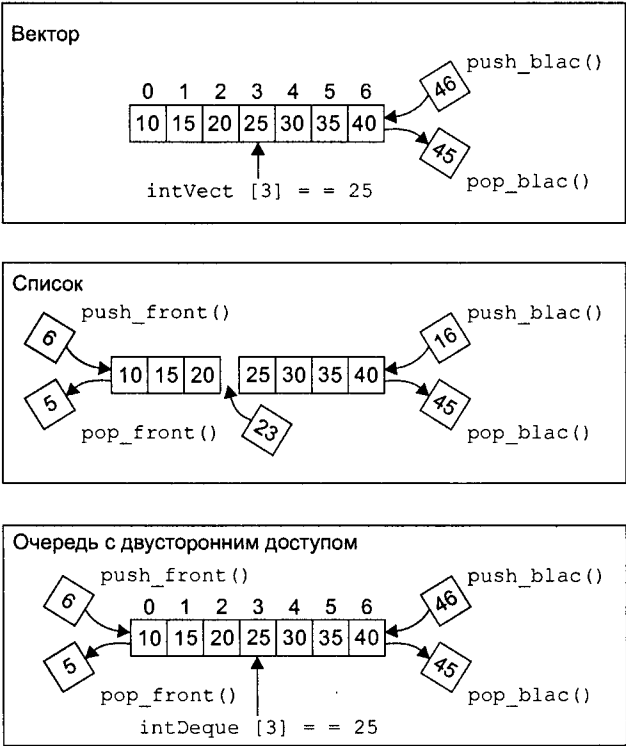 Вектор
push_blac()
0 1 2 3 4 5 6
46
10 15 20 25 30 35 40
45
pop_blac()
intVect [3] = = 25
Список
push_front()
push_blac()
6
16
10 15 20 25 30 35 40
5
23
45
pop_front()
pop_blac()
Очередь с двусторонним доступом
push_front()
push_blac()
0 1 2 3 4 5 6
6
46
10 15 20 25 30 35 40
5
45
pop_front()
pop_blac()
intDeque [3] = = 25